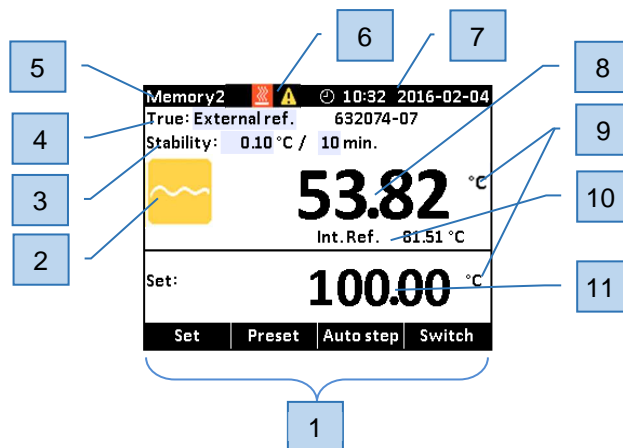 6
7
5
8
Memory2 10:32 2016-02-04
4
True: External ref. 632074-07
Stability: 0.10 °C / 10 min.
9
3
53.82 °C
10
Int. Ref. 81.51 °C
2
Set: 100.00 °C
11
Set Preset Auto step Switch
1